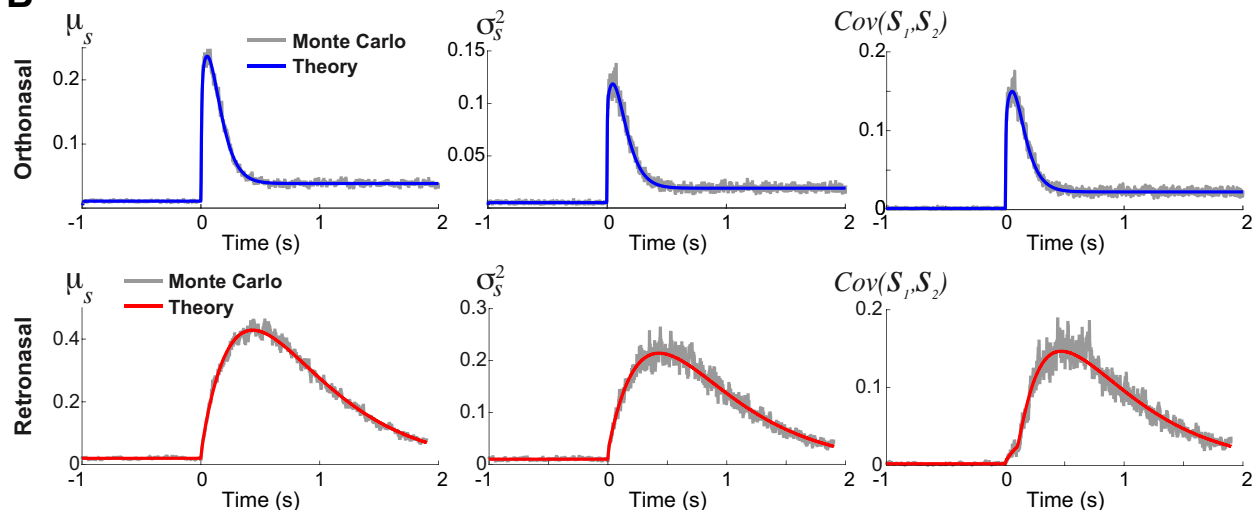 B
μs σs² Cov(S1,S2)
Monte Carlo
Theory
Orthonasal
0.2
0.1
0.15
0.1
0.05
0.2
0.1
0
-1 0 1 2 -1 0 1 2 -1 0 1 2
Time (s) Time (s) Time (s)
μs σs² Cov(S1,S2)
Monte Carlo
Theory
Retronasal
0.4
0.2
0
0.3
0.2
0.1
0
0.2
0.1
0
-1 0 1 2 -1 0 1 2 -1 0 1 2
Time (s) Time (s) Time (s)